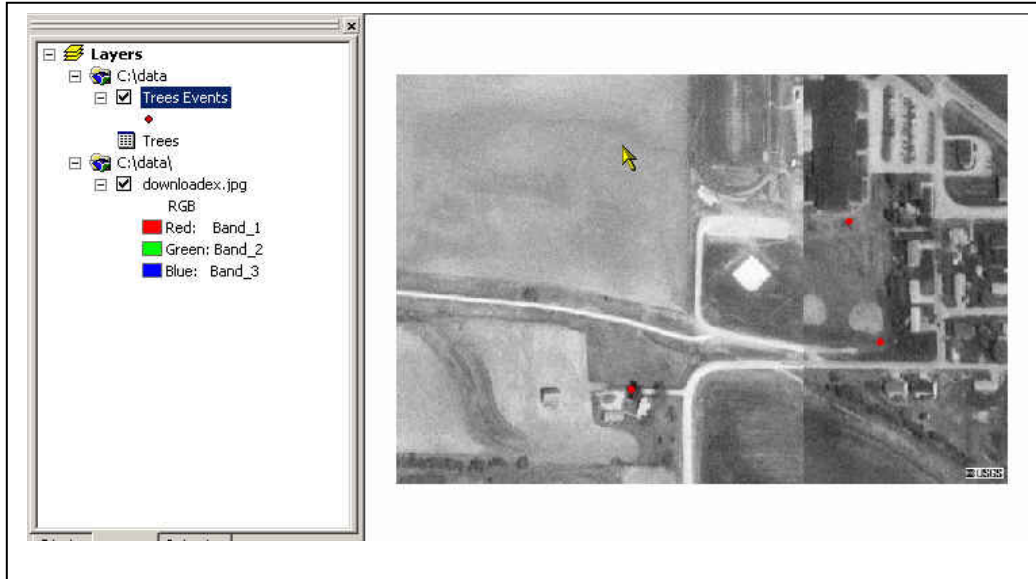 Layers
C:\data
Trees Events
Trees
C:\data\
downloadex.jpg
RGB
Red: Band_1
Green: Band_2
Blue: Band_3
USGS